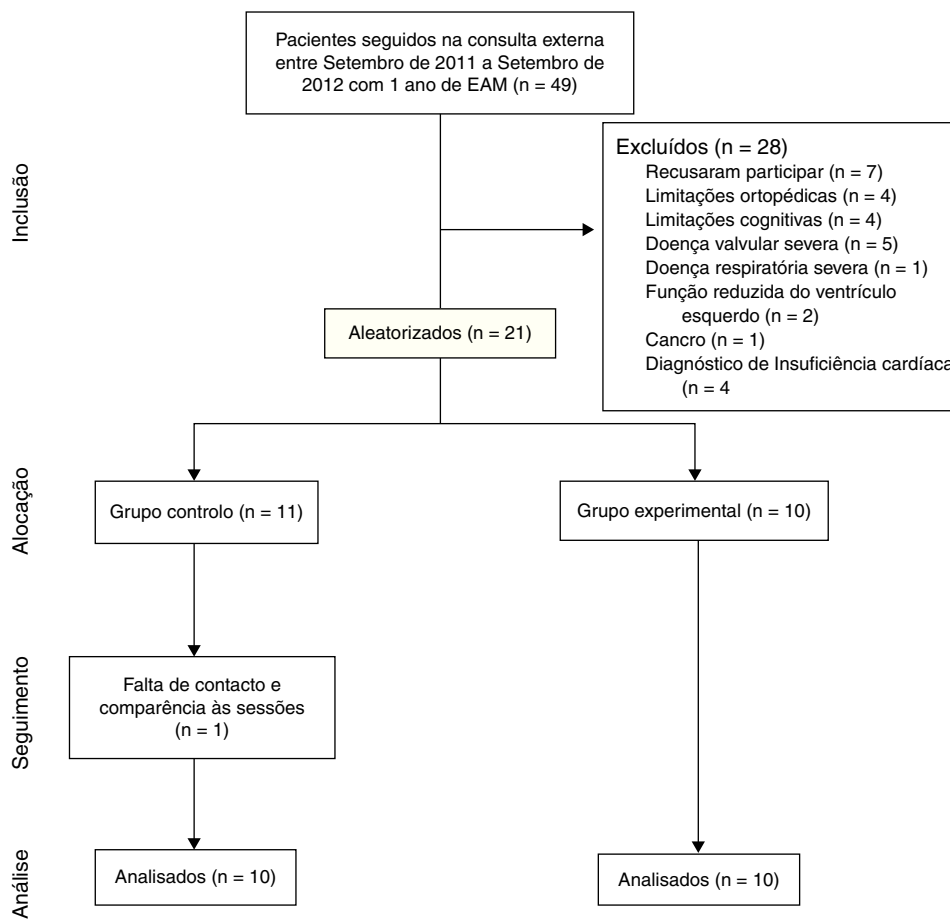 Pacientes seguidos na consulta externa
entre Setembro de 2011 a Setembro de
2012 com 1 ano de EAM (n = 49)
Inclusão
Excluídos (n = 28)
Recusaram participar (n = 7)
Limitações ortopédicas (n = 4)
Limitações cognitivas (n = 4)
Doença valvular severa (n = 5)
Doença respiratória severa (n = 1)
Função reduzida do ventrículo
esquerdo (n = 2)
Cancro (n = 1)
Diagnóstico de Insuficiência cardíaca
(n = 4
Aleatorizados (n = 21)
Alocação
Grupo controlo (n = 11)
Grupo experimental (n = 10)
Seguimento
Falta de contacto e
comparência às sessões
(n = 1)
Análise
Analisados (n = 10)
Analisados (n = 10)